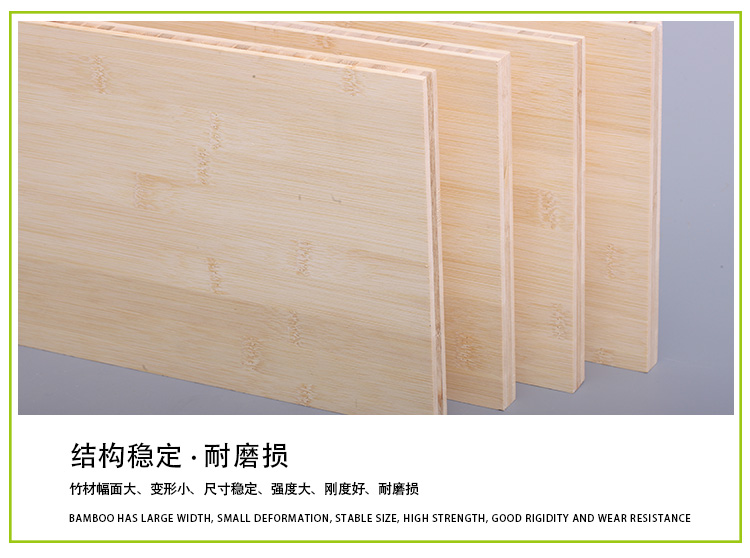 结构稳定·耐磨损
竹材幅面大、变形小、尺寸稳定、强度大、刚度好、耐磨损
BAMBOO HAS LARGE WIDTH, SMALL DEFORMATION, STABLE SIZE, HIGH STRENGTH, GOOD RIGIDITY AND WEAR RESISTANCE